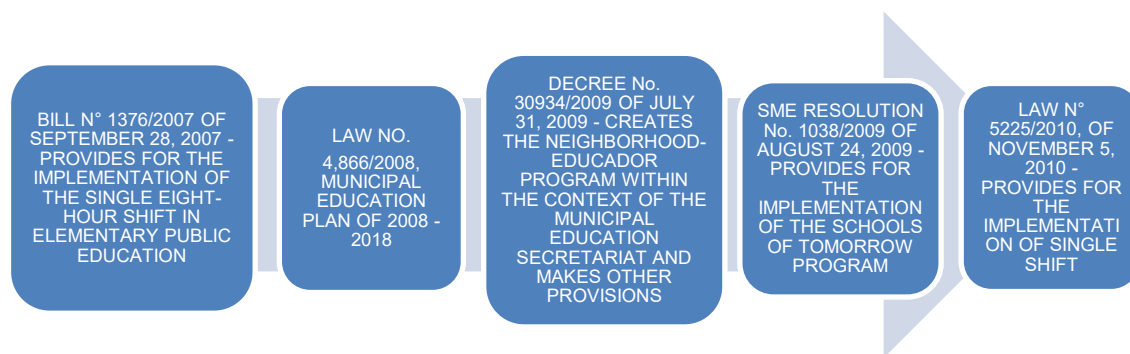 BILL N° 1376/2007 OF
SEPTEMBER 28, 2007 -
PROVIDES FOR THE
IMPLEMENTATION OF
THE SINGLE EIGHT-
HOUR SHIFT IN
ELEMENTARY PUBLIC
EDUCATION
LAW NO.
4,866/2008,
MUNICIPAL
EDUCATION
PLAN OF 2008 -
2018
DECREE No.
30934/2009 OF JULY
31, 2009 - CREATES
THE NEIGHBORHOOD-
EDUCADOR
PROGRAM WITHIN
THE CONTEXT OF THE
MUNICIPAL
EDUCATION
SECRETARIAT AND
MAKES OTHER
PROVISIONS
SME RESOLUTION
No. 1038/2009 OF
AUGUST 24, 2009 -
PROVIDES FOR
THE
IMPLEMENTATION
OF THE SCHOOLS
OF TOMORROW
PROGRAM
LAW N°
5225/2010, OF
NOVEMBER 5,
2010 -
PROVIDES FOR
THE
IMPLEMENTATI
ON OF SINGLE
SHIFT